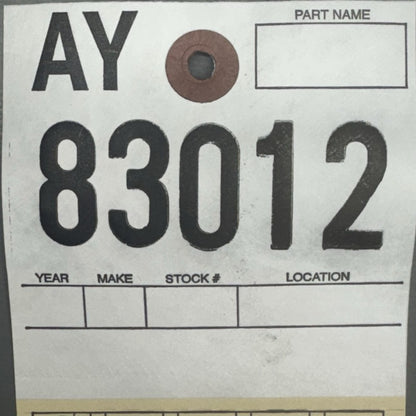 AY PART NAME
83012
YEAR MAKE STOCK # LOCATION